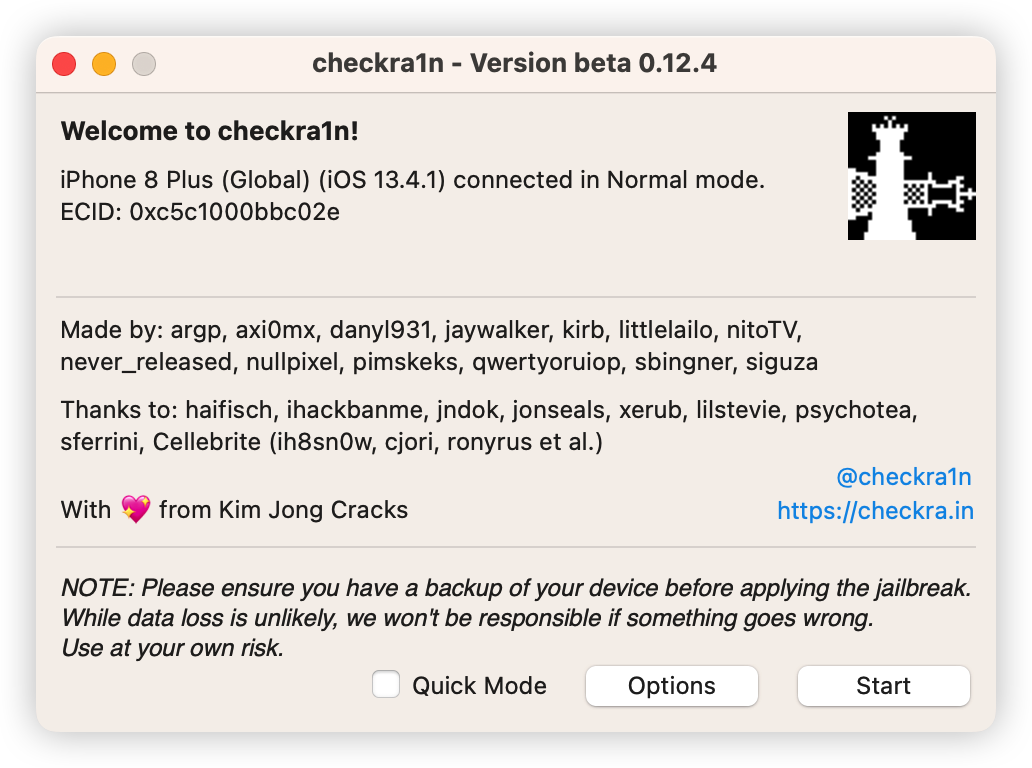 checkra1n - Version beta 0.12.4
Welcome to checkra1n!
iPhone 8 Plus (Global) (iOS 13.4.1) connected in Normal mode.
ECID: 0xc5c1000bbc02e
Made by: argp, axi0mx, danyl931, jaywalker, kirb, littlelailo, nitoTV,
never_released, nullpixel, pimskeks, qwertyoruiop, sbingner, siguza
Thanks to: haifisch, ihackbanme, jndok, jonseals, xerub, lilstevie, psychotea,
sferrini, Cellebrite (ih8sn0w, cjori, ronyrus et al.)
@checkra1n
With 💖 from Kim Jong Cracks
https://checkra.in
NOTE: Please ensure you have a backup of your device before applying the jailbreak.
While data loss is unlikely, we won't be responsible if something goes wrong.
Use at your own risk.
Quick Mode
Options
Start